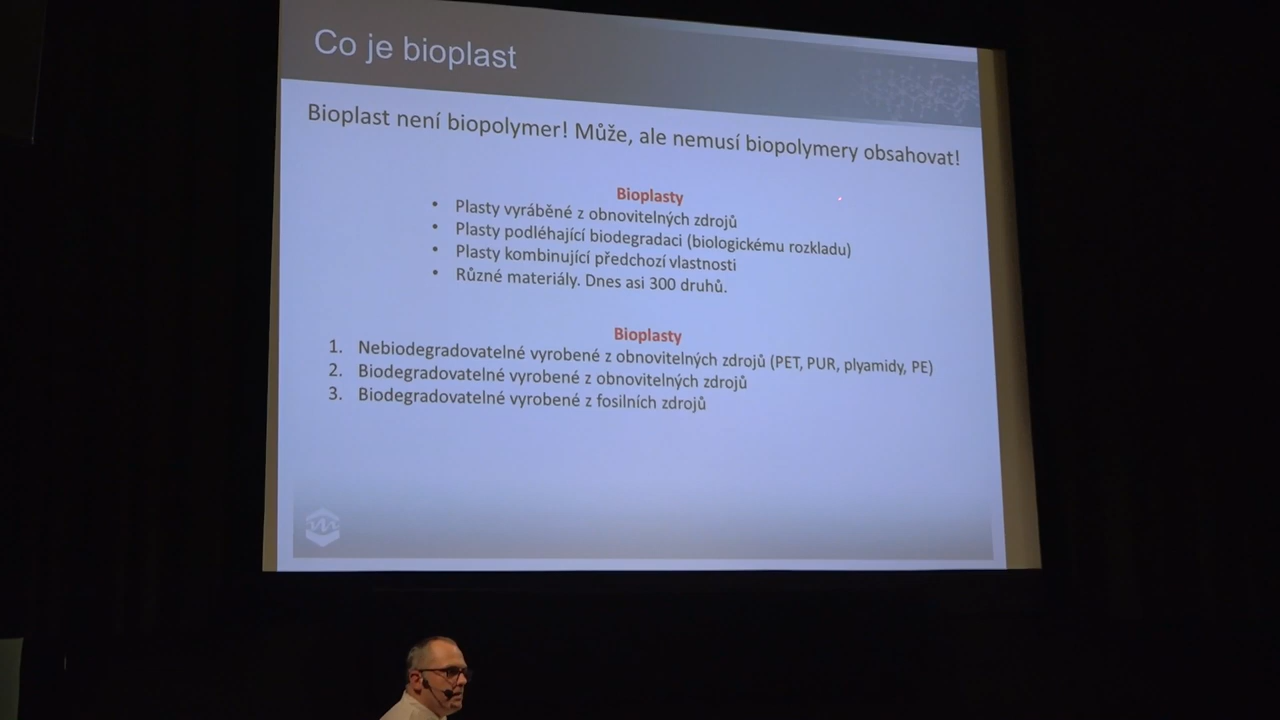 Co je bioplast
Bioplast není biopolymer! Může, ale nemusí biopolymery obsahovat!
Bioplasty
• Plasty vyráběné z obnovitelných zdrojů
• Plasty podléhající biodegradaci (biologickému rozkladu)
• Plasty kombinující předchozí vlastnosti
• Různé materiály. Dnes asi 300 druhů.
Bioplasty
1. Nebiodegradovatelné vyrobené z obnovitelných zdrojů (PET, PUR, plyamidy, PE)
2. Biodegradovatelné vyrobené z obnovitelných zdrojů
3. Biodegradovatelné vyrobené z fosilních zdrojů